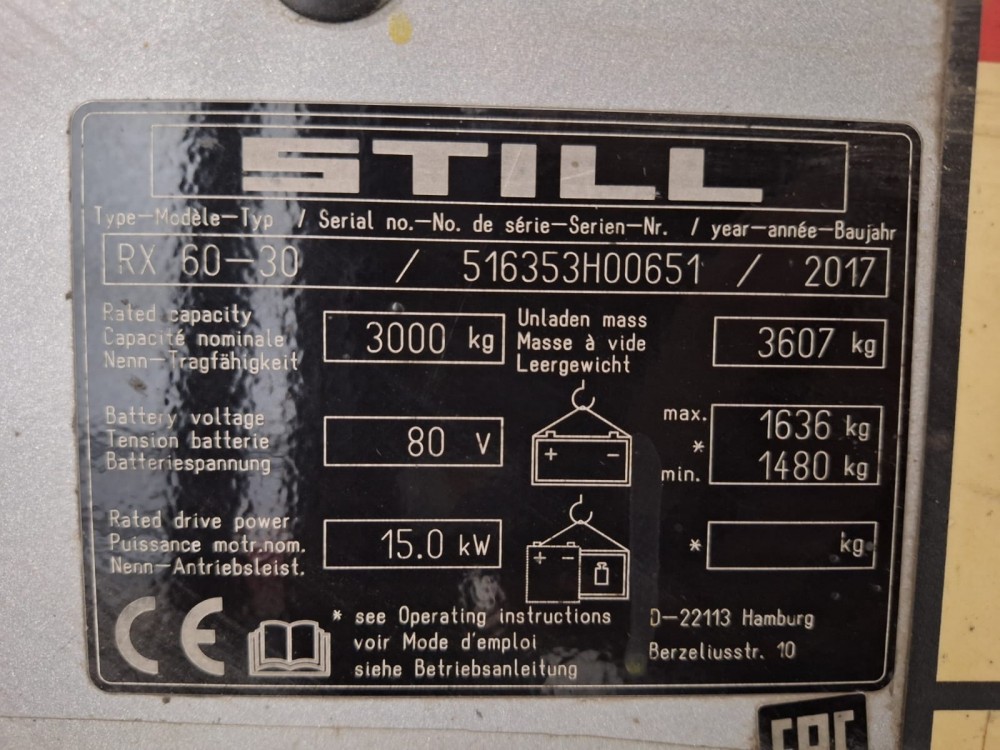 STILL
Type—Modèle—Typ / Serial no.—No. de série—Serien-Nr. / year—année—Baujahr
RX 60—30 / 516353H00651 / 2017
Rated capacity
Capacité nominale
Nenn—Tragfähigkeit
3000 kg
Unladen mass
Masse à vide
Leergewicht
3607 kg
Battery voltage
Tension batterie
Batteriespannung
80 V
+ −
max. 1636 kg
*
min. 1480 kg
Rated drive power
Puissance motr.nom.
Nenn—Antriebsleist.
15.0 kW
+ −
* kg
CE
* see Operating instructions
voir Mode d'emploi
siehe Betriebsanleitung
D—22113 Hamburg
Berzeliusstr. 10